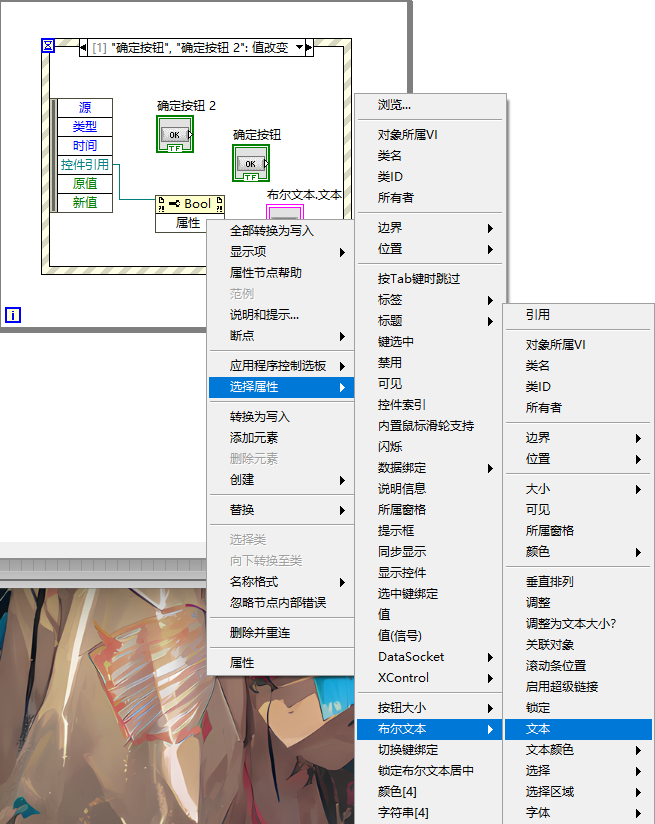 [1] "确定按钮", "确定按钮 2": 值改变
源
类型
时间
控件引用
原值
新值
确定按钮 2
OK
TF
确定按钮
OK
TF
Bool
属性
布尔文本.文本
i
全部转换为写入
显示项
属性节点帮助
范例
说明和提示...
断点
应用程序控制选板
选择属性
转换为写入
添加元素
删除元素
创建
替换
选择类
向下转换至类
名称格式
忽略节点内部错误
删除并重连
属性
浏览...
对象所属VI
类名
类ID
所有者
边界
位置
按Tab键时跳过
标签
标题
键选中
禁用
可见
控件索引
内置鼠标滑轮支持
闪烁
数据绑定
说明信息
所属窗格
提示框
同步显示
显示控件
选中键绑定
值
值(信号)
DataSocket
XControl
按钮大小
布尔文本
切换键绑定
锁定布尔文本居中
颜色[4]
字符串[4]
引用
对象所属VI
类名
类ID
所有者
边界
位置
大小
可见
所属窗格
颜色
垂直排列
调整
调整为文本大小?
关联对象
滚动条位置
启用超级链接
锁定
文本
文本颜色
选择
选择区域
字体